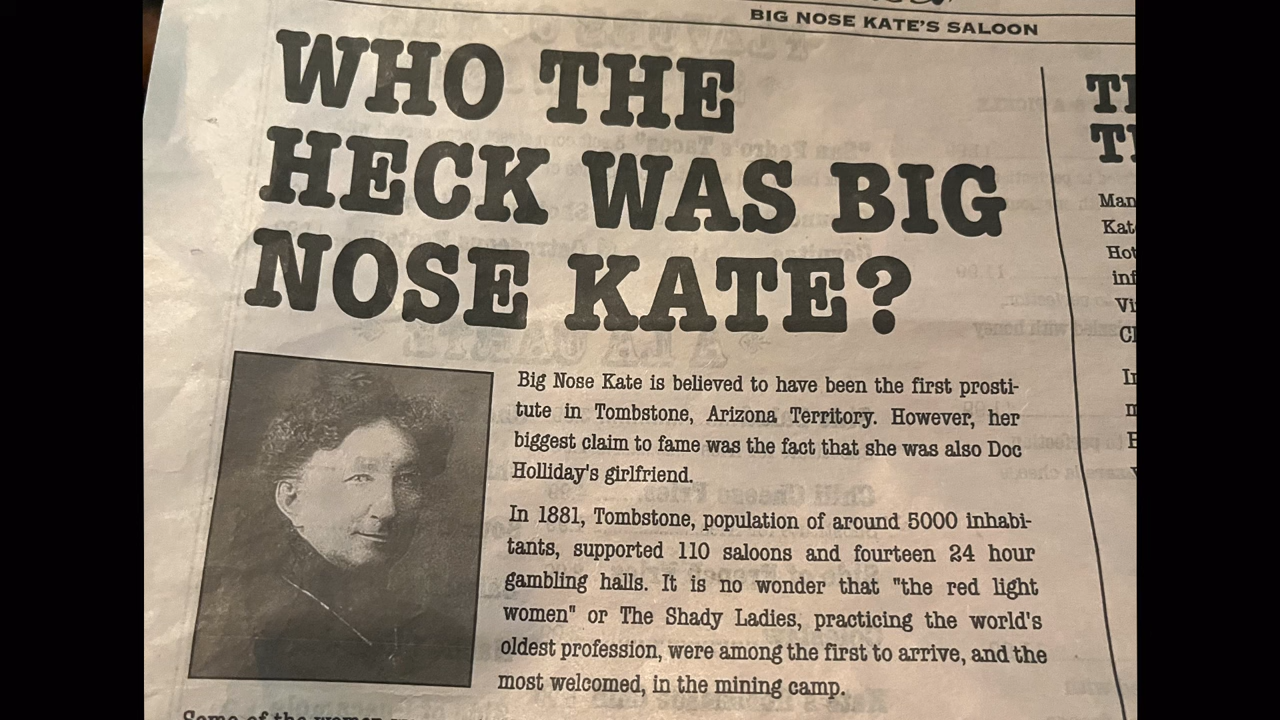 BIG NOSE KATE'S SALOON
WHO THE
HECK WAS BIG
NOSE KATE?
Big Nose Kate is believed to have been the first prosti-
tute in Tombstone, Arizona Territory. However, her
biggest claim to fame was the fact that she was also Doc
Holliday's girlfriend.
In 1881, Tombstone, population of around 5000 inhabi-
tants, supported 110 saloons and fourteen 24 hour
gambling halls. It is no wonder that "the red light
women" or The Shady Ladies, practicing the world's
oldest profession, were among the first to arrive, and the
most welcomed, in the mining camp.
Some of the women